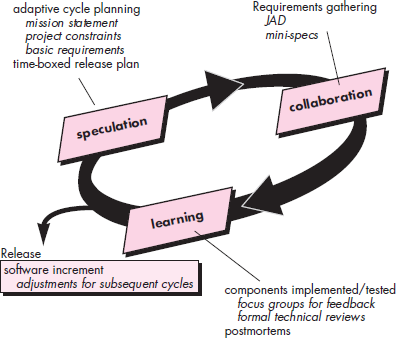 adaptive cycle planning
mission statement
project constraints
basic requirements
time-boxed release plan
Requirements gathering
JAD
mini-specs
speculation
collaboration
learning
Release
software increment
adjustments for subsequent cycles
components implemented/tested
focus groups for feedback
formal technical reviews
postmortems